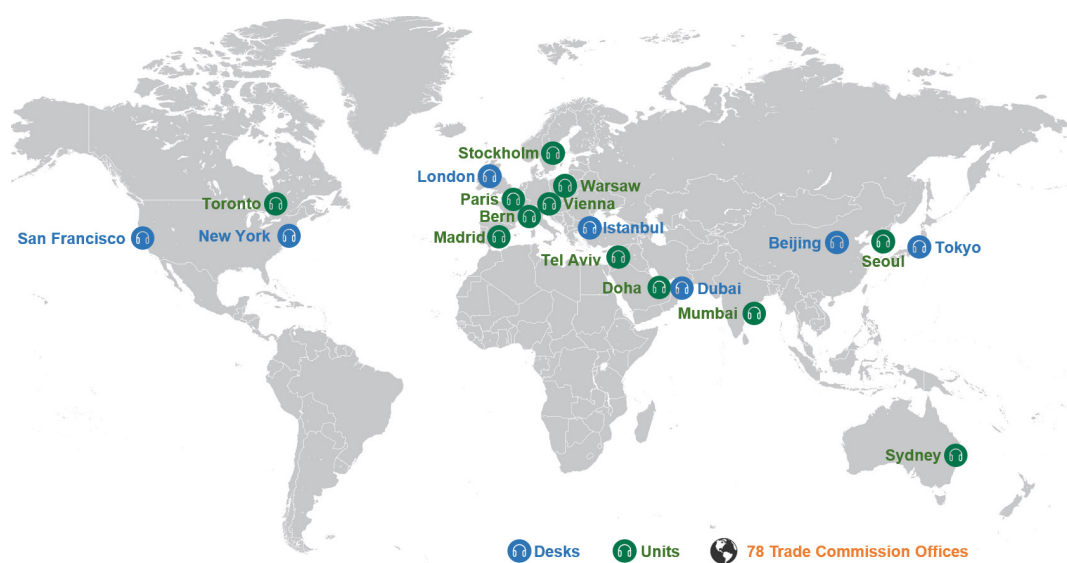 Stockholm
London
Warsaw
Paris
Vienna
Toronto
Bern
Istanbul
San Francisco
New York
Madrid
Beijing
Tokyo
Tel Aviv
Seoul
Doha
Dubai
Mumbai
Sydney
Desks
Units
78 Trade Commission Offices